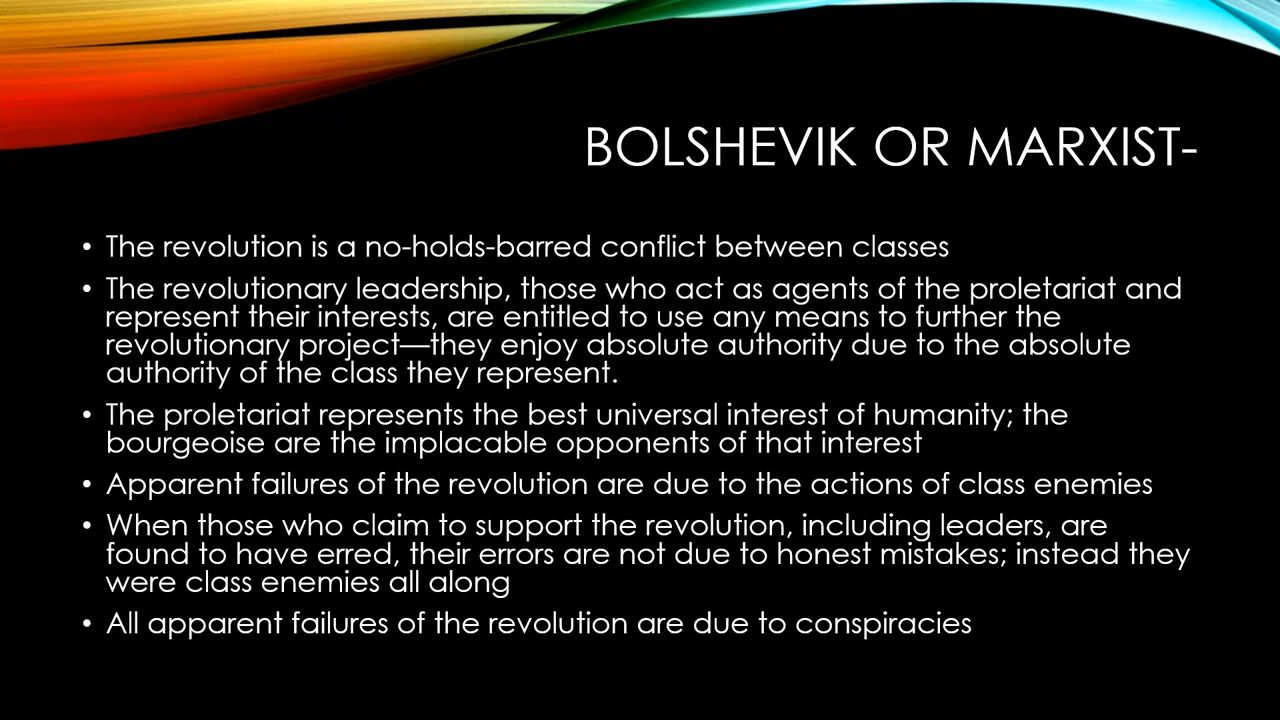 BOLSHEVIK OR MARXIST-
• The revolution is a no-holds-barred conflict between classes
• The revolutionary leadership, those who act as agents of the proletariat and
represent their interests, are entitled to use any means to further the
revolutionary project—they enjoy absolute authority due to the absolute
authority of the class they represent.
• The proletariat represents the best universal interest of humanity; the
bourgeoise are the implacable opponents of that interest
• Apparent failures of the revolution are due to the actions of class enemies
• When those who claim to support the revolution, including leaders, are
found to have erred, their errors are not due to honest mistakes; instead they
were class enemies all along
• All apparent failures of the revolution are due to conspiracies